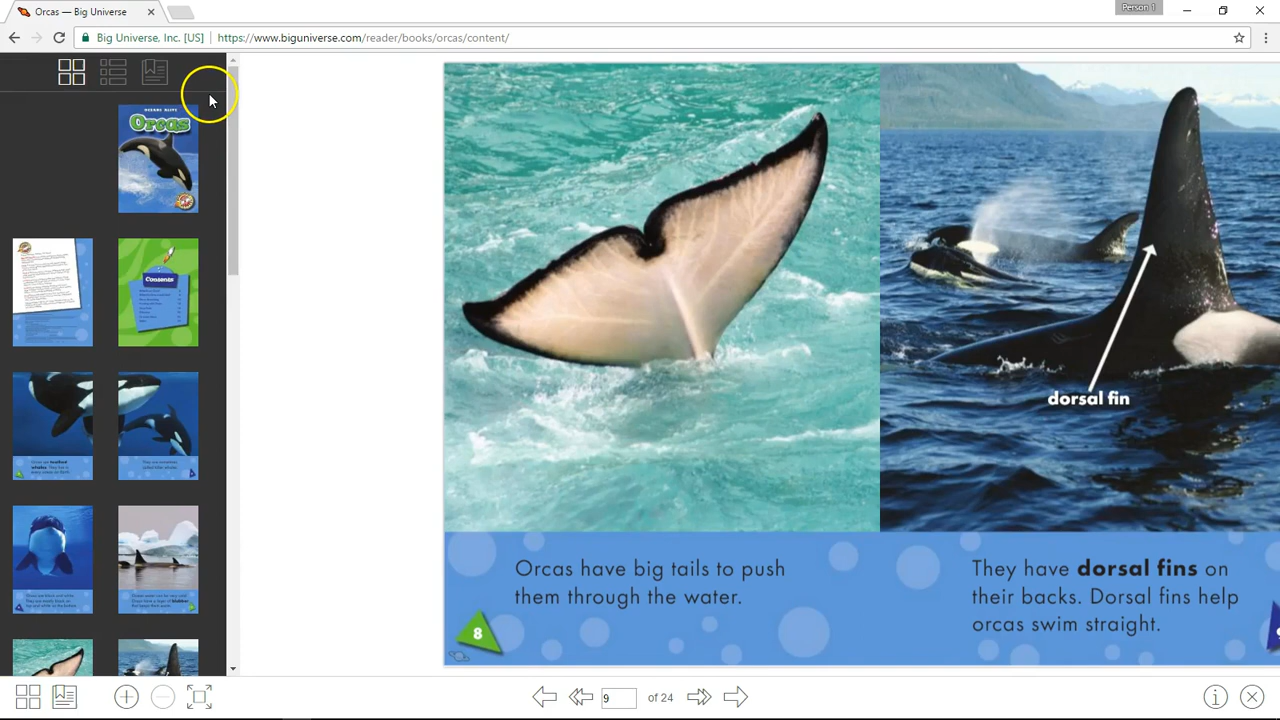 Orcas — Big Universe
Person 1
Big Universe, Inc. [US]
https://www.biguniverse.com/reader/books/orcas/content/
OCEANS ALIVE
Orcas
Contents
dorsal fin
Orcas have big tails to push
them through the water.
8
They have dorsal fins on
their backs. Dorsal fins help
orcas swim straight.
9 of 24